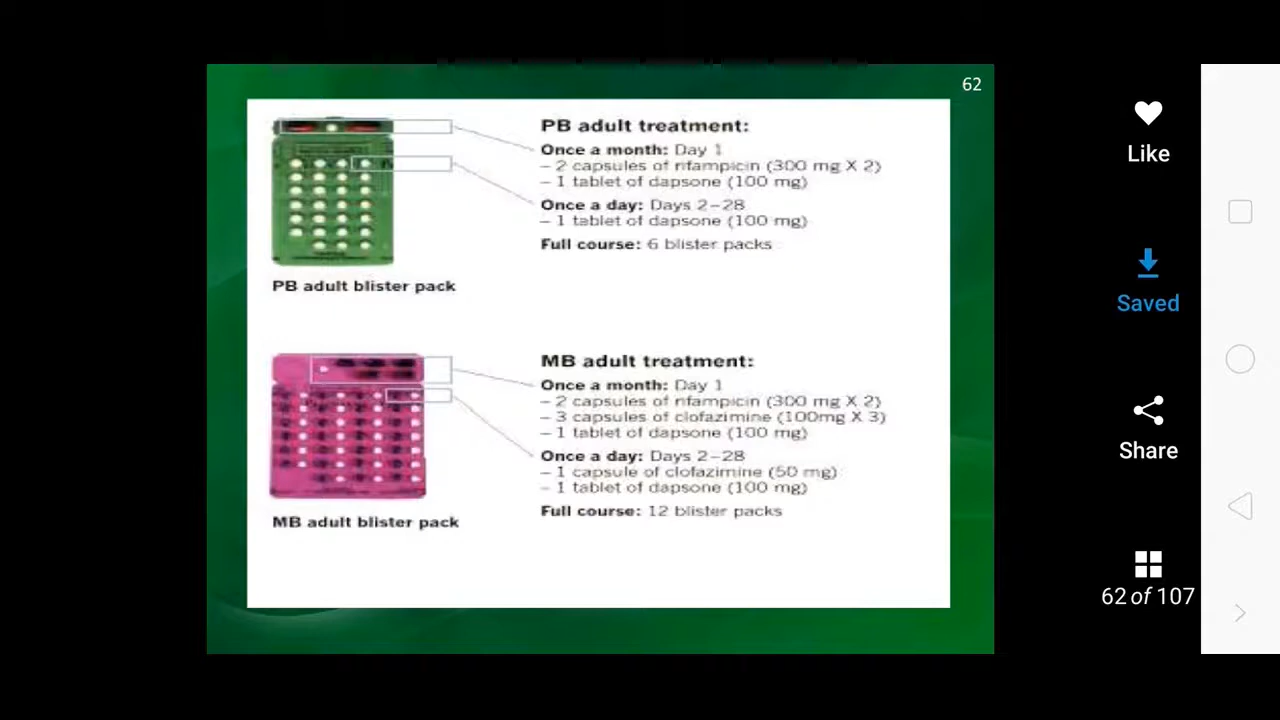 62
PB adult treatment:
Once a month: Day 1
– 2 capsules of rifampicin (300 mg X 2)
– 1 tablet of dapsone (100 mg)
Once a day: Days 2–28
– 1 tablet of dapsone (100 mg)
Full course: 6 blister packs
PB adult blister pack
MB adult treatment:
Once a month: Day 1
– 2 capsules of rifampicin (300 mg X 2)
– 3 capsules of clofazimine (100mg X 3)
– 1 tablet of dapsone (100 mg)
Once a day: Days 2–28
– 1 capsule of clofazimine (50 mg)
– 1 tablet of dapsone (100 mg)
Full course: 12 blister packs
MB adult blister pack
Like
Saved
Share
62 of 107